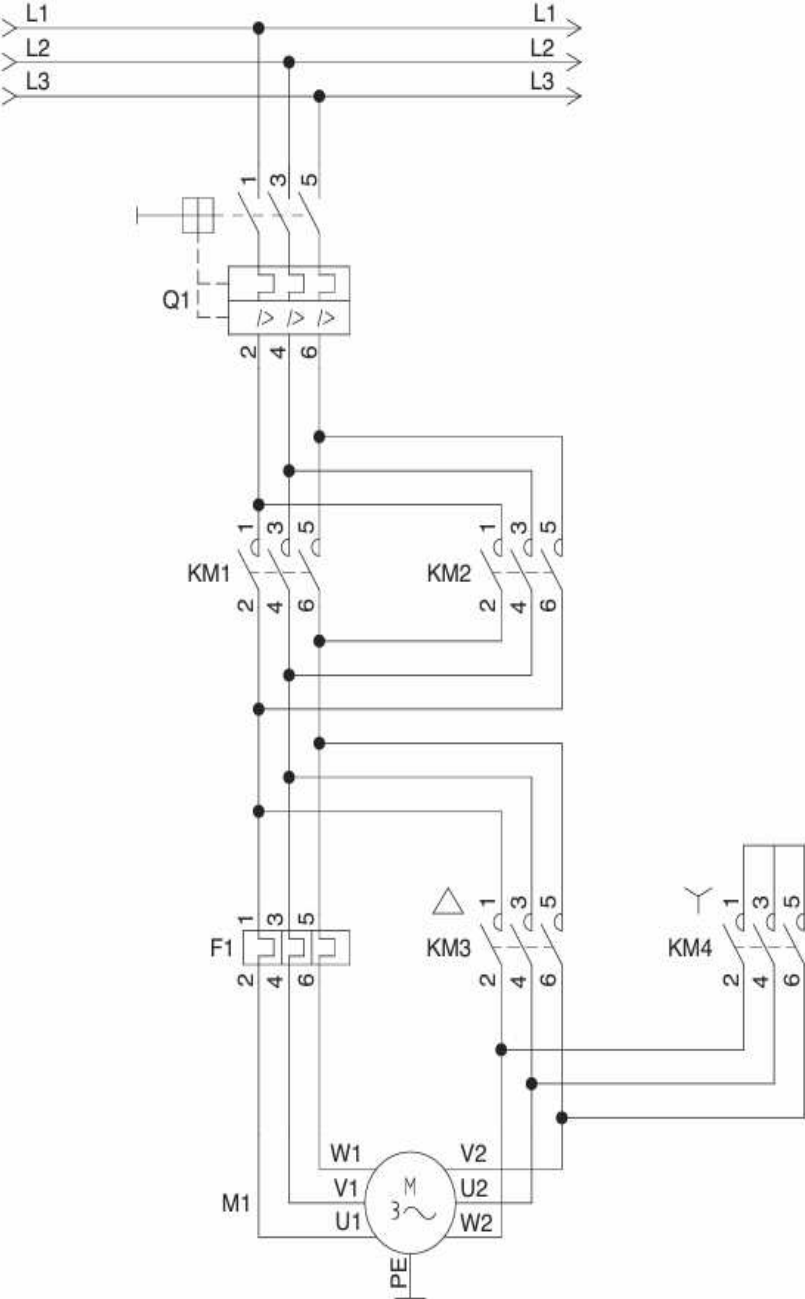 L1 L1
L2 L2
L3 L3
1 3 5
Q1
I> I> I>
2 4 6
1 3 5 1 3 5
KM1 KM2
2 4 6 2 4 6
1 3 5 1 3 5 1 3 5
F1 KM3 KM4
2 4 6 2 4 6 2 4 6
W1 V2
M1 V1 M U2
3~
U1 W2
PE